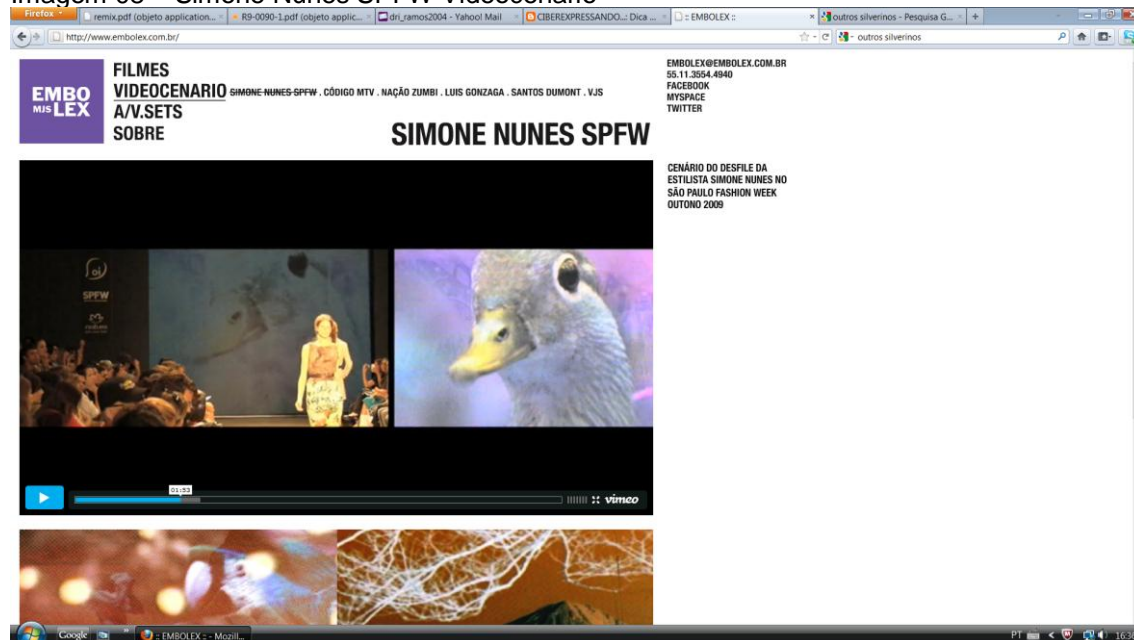 Imagem 08 – Simone Nunes SPFW Videocenário
Firefox
remix.pdf (objeto application...
R9-0090-1.pdf (objeto applic...
dri_ramos2004 - Yahoo! Mail
CIBEREXPRESSANDO...: Dica ...
:: EMBOLEX ::
outros silverinos - Pesquisa G...
http://www.embolex.com.br/
outros silverinos
EMBO
MJS LEX
FILMES
VIDEOCENARIO SIMONE NUNES SPFW . CÓDIGO MTV . NAÇÃO ZUMBI . LUIS GONZAGA . SANTOS DUMONT . VJS
A/V.SETS
SOBRE
SIMONE NUNES SPFW
EMBOLEX@EMBOLEX.COM.BR
55.11.3554.4940
FACEBOOK
MYSPACE
TWITTER
CENÁRIO DO DESFILE DA
ESTILISTA SIMONE NUNES NO
SÃO PAULO FASHION WEEK
OUTONO 2009
oi
SPFW
01:53
vimeo
Google
:: EMBOLEX :: - Mozill...
PT